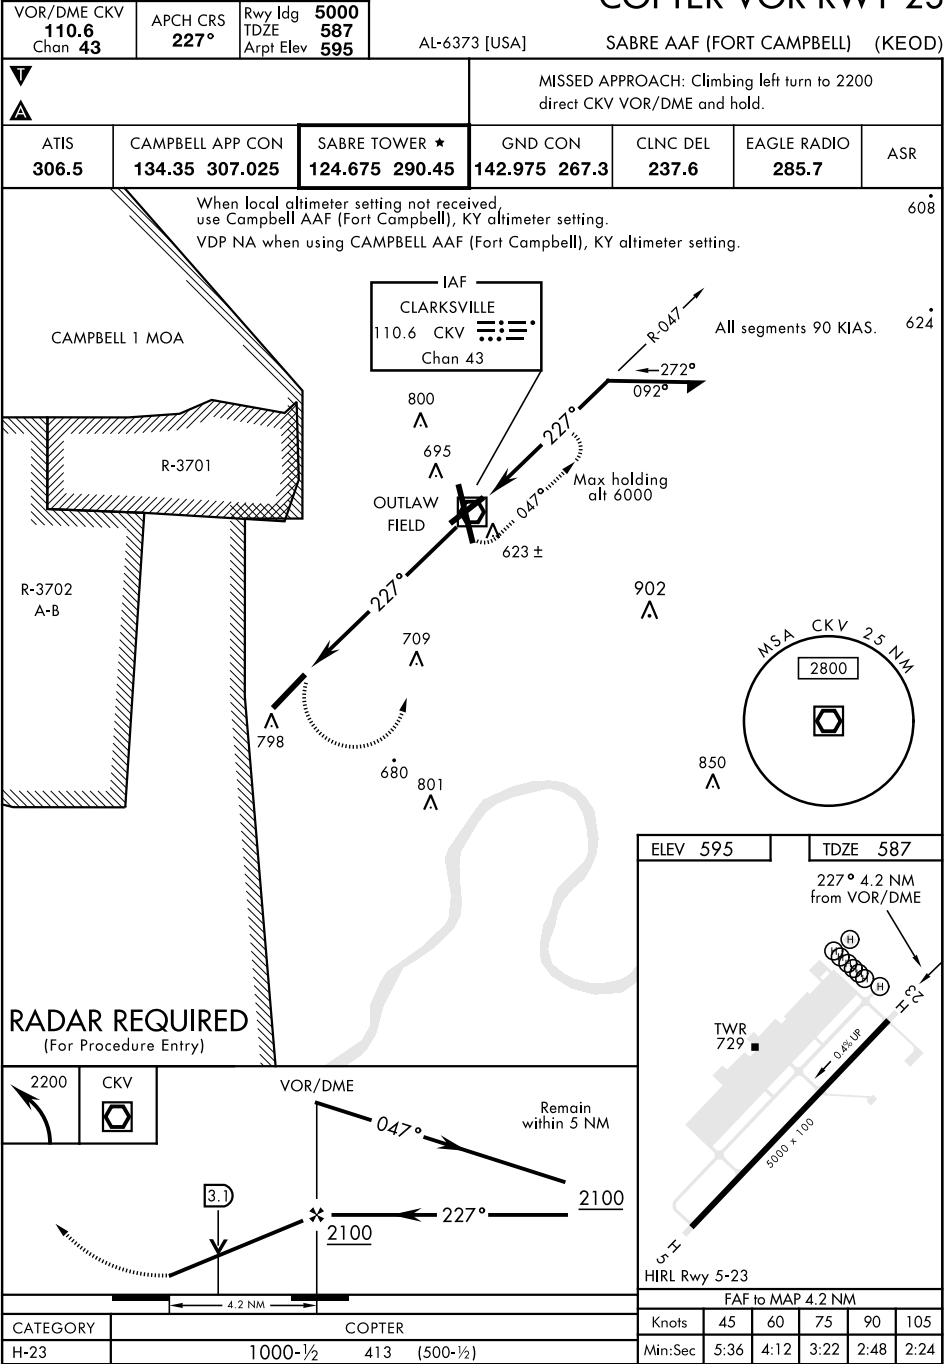 COPTER VOR RWY 23
VOR/DME CKV
110.6
Chan 43
APCH CRS
227°
Rwy ldg 5000
TDZE 587
Arpt Elev 595
AL-6373 [USA]
SABRE AAF (FORT CAMPBELL) (KEOD)
T
A
MISSED APPROACH: Climbing left turn to 2200
direct CKV VOR/DME and hold.
ATIS
306.5
CAMPBELL APP CON
134.35 307.025
SABRE TOWER ★
124.675 290.45
GND CON
142.975 267.3
CLNC DEL
237.6
EAGLE RADIO
285.7
ASR
When local altimeter setting not received,
use Campbell AAF (Fort Campbell), KY altimeter setting.
VDP NA when using CAMPBELL AAF (Fort Campbell), KY altimeter setting.
608
IAF
CLARKSVILLE
110.6 CKV
Chan 43
R-047
All segments 90 KIAS.
624
CAMPBELL 1 MOA
272°
092°
800
227°
695
R-3701
Max holding
alt 6000
OUTLAW
FIELD
047°
623 ±
R-3702
A-B
227°
902
709
MSA CKV 25 NM
2800
798
680
801
850
ELEV 595
TDZE 587
227° 4.2 NM
from VOR/DME
H
H
H
H
23
TWR
729
0.4% UP
5000 x 100
H
5
HIRL Rwy 5-23
RADAR REQUIRED
(For Procedure Entry)
2200
CKV
VOR/DME
047°
Remain
within 5 NM
3.1
2100
227°
2100
4.2 NM
FAF to MAP 4.2 NM
Knots 45 60 75 90 105
Min:Sec 5:36 4:12 3:22 2:48 2:24
CATEGORY
COPTER
H-23
1000-½ 413 (500-½)